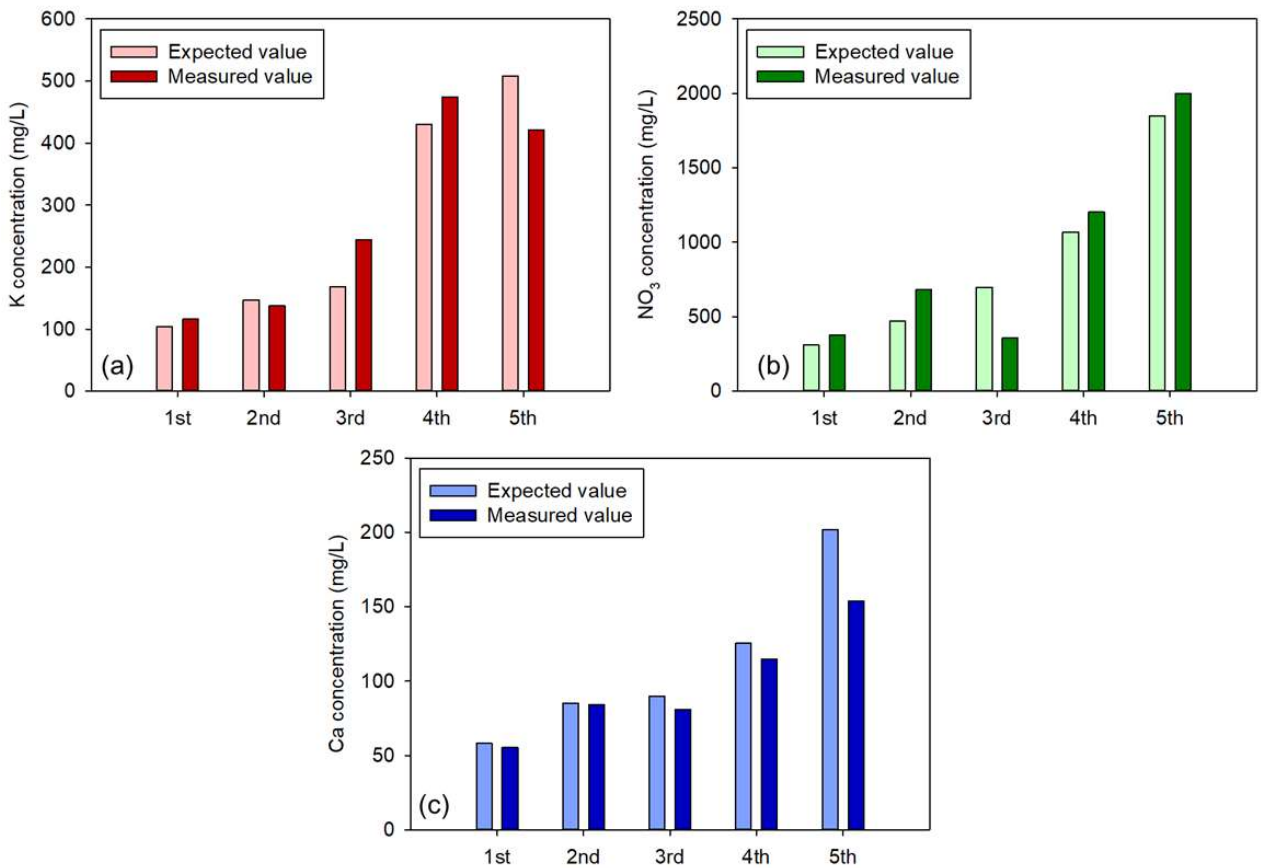 600
500
400
300
200
100
0
K concentration (mg/L)
Expected value
Measured value
(a)
1st 2nd 3rd 4th 5th
2500
2000
1500
1000
500
0
NO₃ concentration (mg/L)
Expected value
Measured value
(b)
1st 2nd 3rd 4th 5th
250
200
150
100
50
0
Ca concentration (mg/L)
Expected value
Measured value
(c)
1st 2nd 3rd 4th 5th